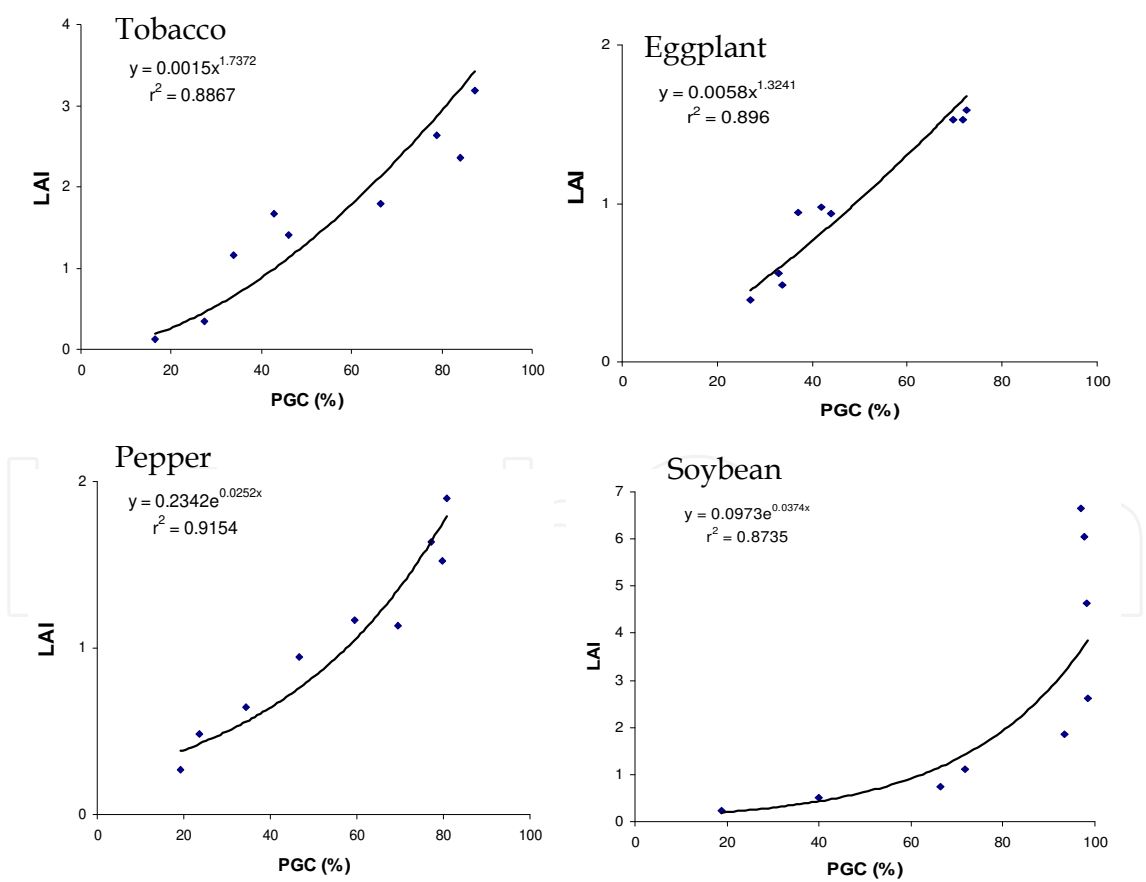 Tobacco
y = 0.0015x^1.7372
r² = 0.8867
4
3
2
1
0
LAI
0 20 40 60 80 100
PGC (%)
Eggplant
y = 0.0058x^1.3241
r² = 0.896
2
1
0
LAI
0 20 40 60 80 100
PGC (%)
Pepper
y = 0.2342e^0.0252x
r² = 0.9154
2
1
0
LAI
0 20 40 60 80 100
PGC (%)
Soybean
y = 0.0973e^0.0374x
r² = 0.8735
7
6
5
4
3
2
1
0
LAI
0 20 40 60 80 100
PGC (%)